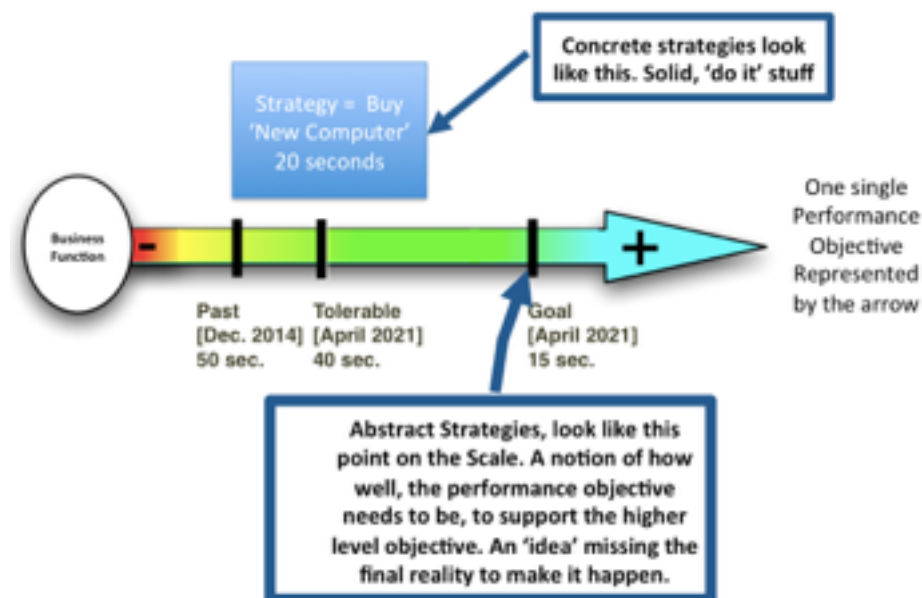 Concrete strategies look
like this. Solid, ‘do it’ stuff
Strategy = Buy
‘New Computer’
20 seconds
Business
Function
-
+
One single
Performance
Objective
Represented
by the arrow
Past
[Dec. 2014]
50 sec.
Tolerable
[April 2021]
40 sec.
Goal
[April 2021]
15 sec.
Abstract Strategies, look like this
point on the Scale. A notion of how
well, the performance objective
needs to be, to support the higher
level objective. An ‘idea’ missing the
final reality to make it happen.